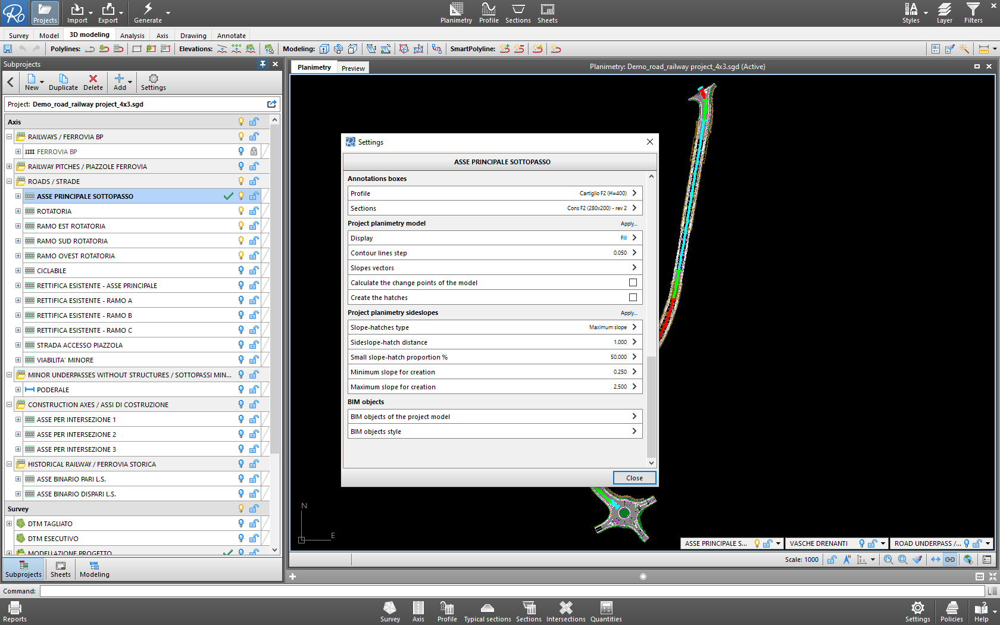 Ro
Projects
Import
Export
Generate
Planimetry
Profile
Sections
Sheets
Styles
Layer
Filters
Survey
Model
3D modeling
Analysis
Axis
Drawing
Annotate
Polylines:
Elevations:
Modeling:
SmartPolyline:
Subprojects
New
Duplicate
Delete
Add
Settings
Project: Demo_road_railway project_4x3.sgd
Axis
RAILWAYS / FERROVIA BP
FERROVIA BP
RAILWAY PITCHES / PIAZZOLE FERROVIA
ROADS / STRADE
ASSE PRINCIPALE SOTTOPASSO
ROTATORIA
RAMO EST ROTATORIA
RAMO SUD ROTATORIA
RAMO OVEST ROTATORIA
CICLABILE
RETTIFICA ESISTENTE - ASSE PRINCIPALE
RETTIFICA ESISTENTE - RAMO A
RETTIFICA ESISTENTE - RAMO B
RETTIFICA ESISTENTE - RAMO C
STRADA ACCESSO PIAZZOLA
VIABILITA' MINORE
MINOR UNDERPASSES WITHOUT STRUCTURES / SOTTOPASSI MIN...
PODERALE
CONSTRUCTION AXES / ASSI DI COSTRUZIONE
ASSE PER INTERSEZIONE 1
ASSE PER INTERSEZIONE 2
ASSE PER INTERSEZIONE 3
HISTORICAL RAILWAY / FERROVIA STORICA
ASSE BINARIO PARI L.S.
ASSE BINARIO DISPARI L.S.
Survey
DTM TAGLIATO
DTM ESECUTIVO
MODELLAZIONE PROGETTO
Subprojects
Sheets
BIM
Modeling
Planimetry
Preview
Planimetry: Demo_road_railway project_4x3.sgd (Active)
Settings
ASSE PRINCIPALE SOTTOPASSO
Annotations boxes
Profile Cartiglio F2 (H=400)
Sections Cons F2 (280x200) - rev 2
Project planimetry model Apply...
Display Fill
Contour lines step 0.050
Slopes vectors
Calculate the change points of the model
Create the hatches
Project planimetry sideslopes Apply...
Slope-hatches type Maximum slope
Sideslope-hatch distance 1.000
Small slope-hatch proportion % 50.000
Minimum slope for creation 0.250
Maximum slope for creation 2.500
BIM objects
BIM objects of the project model
BIM objects style
Close
N
E
ASSE PRINCIPALE S...
VASCHE DRENANTI
ROAD UNDERPASS /...
Scale: 1000
Command:
Reports
Survey
Axis
Profile
Typical sections
Sections
Intersections
Quantities
Settings
Policies
Help